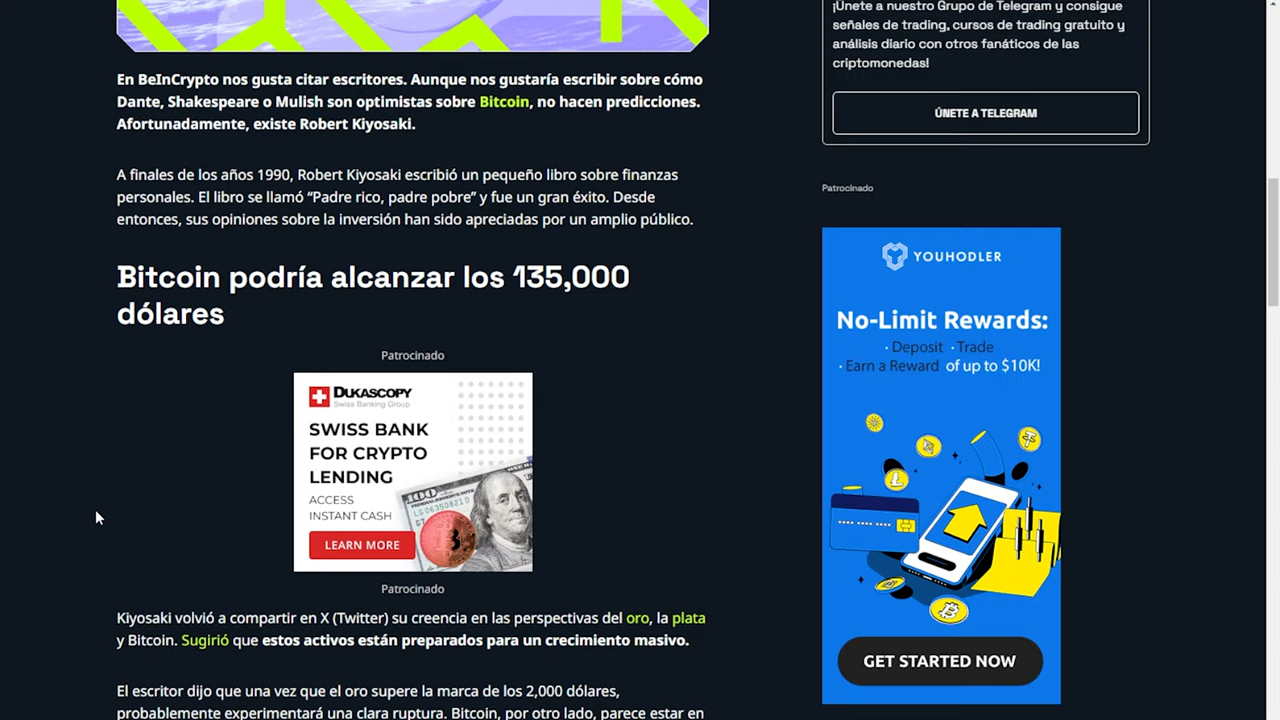 En BeInCrypto nos gusta citar escritores. Aunque nos gustaría escribir sobre cómo
Dante, Shakespeare o Mulish son optimistas sobre Bitcoin, no hacen predicciones.
Afortunadamente, existe Robert Kiyosaki.
A finales de los años 1990, Robert Kiyosaki escribió un pequeño libro sobre finanzas
personales. El libro se llamó “Padre rico, padre pobre” y fue un gran éxito. Desde
entonces, sus opiniones sobre la inversión han sido apreciadas por un amplio público.
Bitcoin podría alcanzar los 135,000
dólares
Patrocinado
DUKASCOPY
Swiss Banking Group
SWISS BANK
FOR CRYPTO
LENDING
ACCESS
INSTANT CASH
LEARN MORE
100
Patrocinado
Kiyosaki volvió a compartir en X (Twitter) su creencia en las perspectivas del oro, la plata
y Bitcoin. Sugirió que estos activos están preparados para un crecimiento masivo.
El escritor dijo que una vez que el oro supere la marca de los 2,000 dólares,
probablemente experimentará una clara ruptura. Bitcoin, por otro lado, parece estar en
¡Únete a nuestro Grupo de Telegram y consigue
señales de trading, cursos de trading gratuito y
análisis diario con otros fanáticos de las
criptomonedas!
ÚNETE A TELEGRAM
Patrocinado
YOUHODLER
No-Limit Rewards:
· Deposit · Trade
· Earn a Reward of up to $10K!
GET STARTED NOW